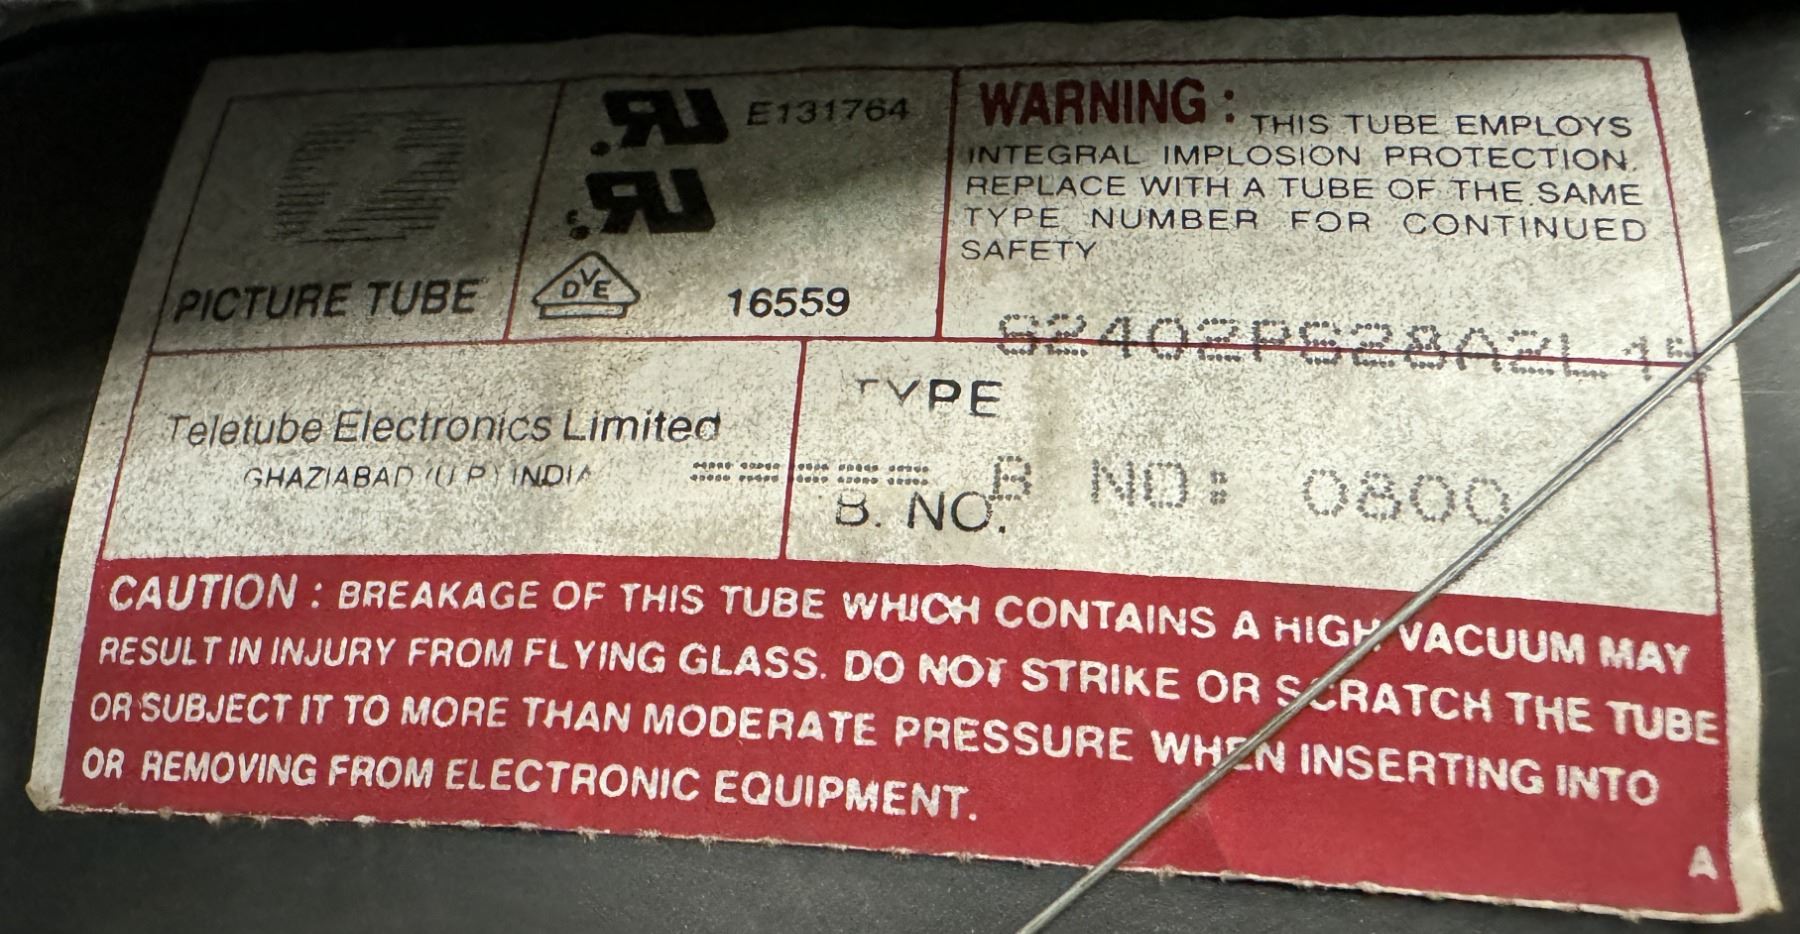 E131764
PICTURE TUBE
DVE
16559
WARNING : THIS TUBE EMPLOYS
INTEGRAL IMPLOSION PROTECTION.
REPLACE WITH A TUBE OF THE SAME
TYPE NUMBER FOR CONTINUED
SAFETY
Teletube Electronics Limited
GHAZIABAD (U P) INDIA
TYPE
B NO: 0800
B. NO.
CAUTION : BREAKAGE OF THIS TUBE WHICH CONTAINS A HIGH VACUUM MAY
RESULT IN INJURY FROM FLYING GLASS. DO NOT STRIKE OR SCRATCH THE TUBE
OR SUBJECT IT TO MORE THAN MODERATE PRESSURE WHEN INSERTING INTO
OR REMOVING FROM ELECTRONIC EQUIPMENT.
A